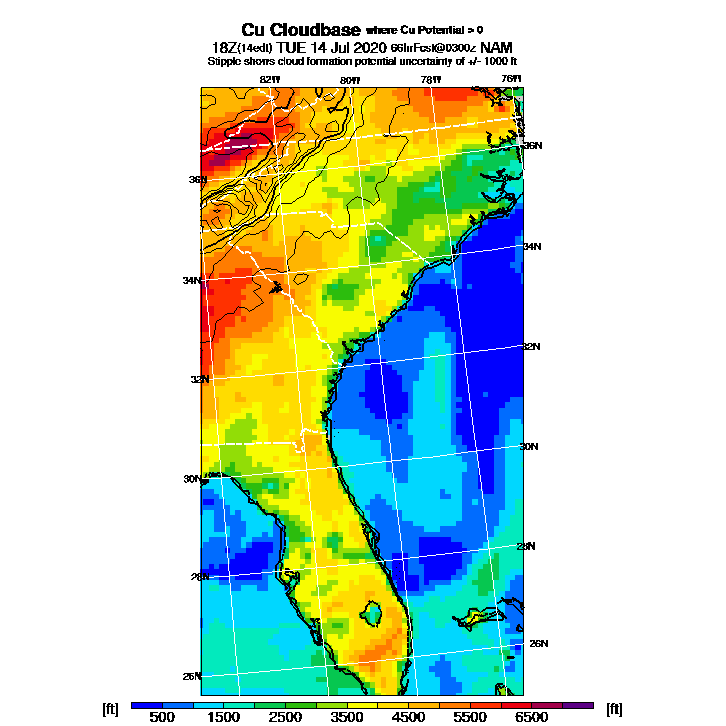 Cu Cloudbase where Cu Potential > 0
18Z(14edt) TUE 14 Jul 2020 66hrFcst@0300z NAM
Stipple shows cloud formation potential uncertainty of +/- 1000 ft
82W 80W 78W 76W
36N
36N
34N
34N
32N
32N
30N
30N
28N
28N
26N
26N
[ft] 500 1500 2500 3500 4500 5500 6500 [ft]